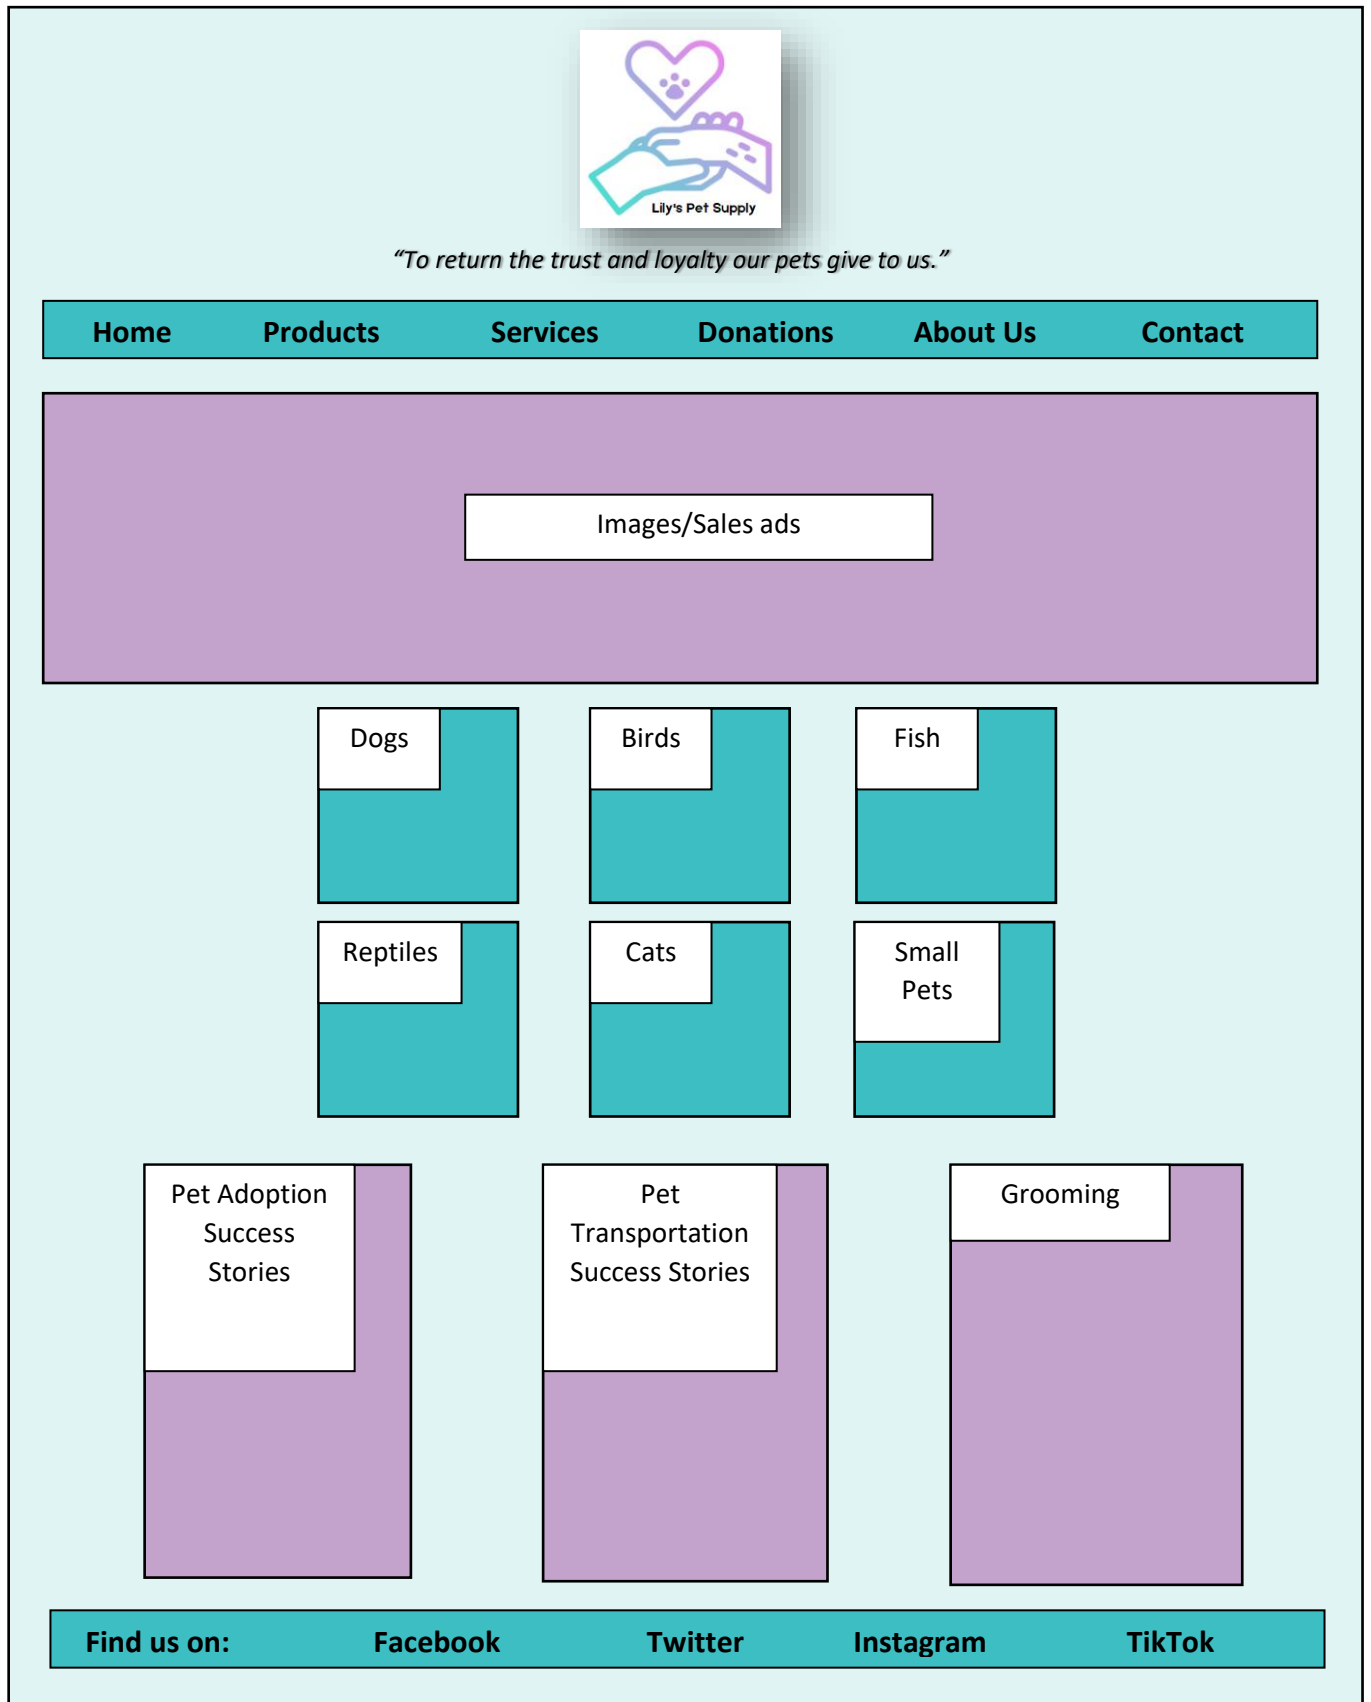 Lily's Pet Supply
“To return the trust and loyalty our pets give to us.”
Home Products Services Donations About Us Contact
Images/Sales ads
Dogs
Birds
Fish
Reptiles
Cats
Small
Pets
Pet Adoption
Success
Stories
Pet
Transportation
Success Stories
Grooming
Find us on: Facebook Twitter Instagram TikTok